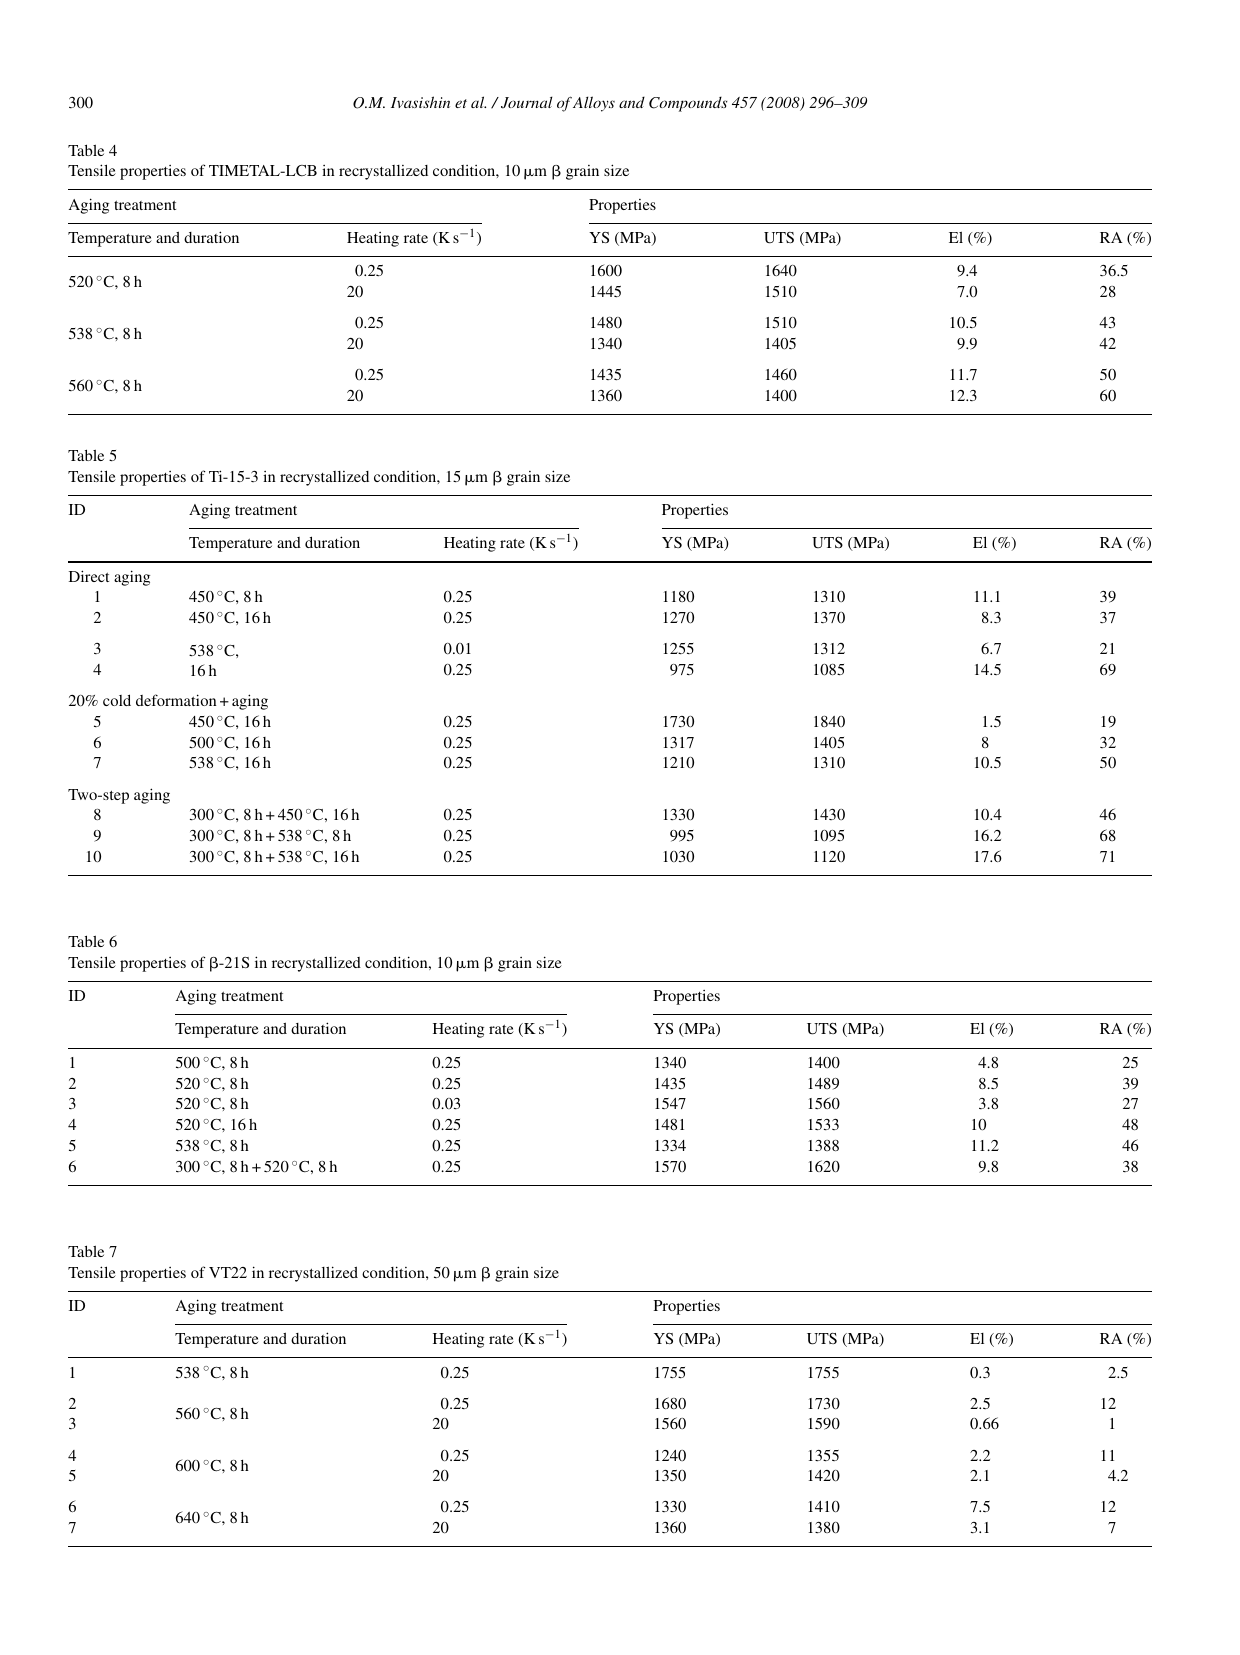 300 O.M. Ivasishin et al. / Journal of Alloys and Compounds 457 (2008) 296–309
Table 4
Tensile properties of TIMETAL-LCB in recrystallized condition, 10 μm β grain size
Aging treatment Properties
Temperature and duration Heating rate (K s⁻¹) YS (MPa) UTS (MPa) El (%) RA (%)
520 °C, 8 h 0.25 1600 1640 9.4 36.5
20 1445 1510 7.0 28
538 °C, 8 h 0.25 1480 1510 10.5 43
20 1340 1405 9.9 42
560 °C, 8 h 0.25 1435 1460 11.7 50
20 1360 1400 12.3 60
Table 5
Tensile properties of Ti-15-3 in recrystallized condition, 15 μm β grain size
ID Aging treatment Properties
Temperature and duration Heating rate (K s⁻¹) YS (MPa) UTS (MPa) El (%) RA (%)
Direct aging
1 450 °C, 8 h 0.25 1180 1310 11.1 39
2 450 °C, 16 h 0.25 1270 1370 8.3 37
3 538 °C, 0.01 1255 1312 6.7 21
4 16 h 0.25 975 1085 14.5 69
20% cold deformation + aging
5 450 °C, 16 h 0.25 1730 1840 1.5 19
6 500 °C, 16 h 0.25 1317 1405 8 32
7 538 °C, 16 h 0.25 1210 1310 10.5 50
Two-step aging
8 300 °C, 8 h + 450 °C, 16 h 0.25 1330 1430 10.4 46
9 300 °C, 8 h + 538 °C, 8 h 0.25 995 1095 16.2 68
10 300 °C, 8 h + 538 °C, 16 h 0.25 1030 1120 17.6 71
Table 6
Tensile properties of β-21S in recrystallized condition, 10 μm β grain size
ID Aging treatment Properties
Temperature and duration Heating rate (K s⁻¹) YS (MPa) UTS (MPa) El (%) RA (%)
1 500 °C, 8 h 0.25 1340 1400 4.8 25
2 520 °C, 8 h 0.25 1435 1489 8.5 39
3 520 °C, 8 h 0.03 1547 1560 3.8 27
4 520 °C, 16 h 0.25 1481 1533 10 48
5 538 °C, 8 h 0.25 1334 1388 11.2 46
6 300 °C, 8 h + 520 °C, 8 h 0.25 1570 1620 9.8 38
Table 7
Tensile properties of VT22 in recrystallized condition, 50 μm β grain size
ID Aging treatment Properties
Temperature and duration Heating rate (K s⁻¹) YS (MPa) UTS (MPa) El (%) RA (%)
1 538 °C, 8 h 0.25 1755 1755 0.3 2.5
2 560 °C, 8 h 0.25 1680 1730 2.5 12
3 20 1560 1590 0.66 1
4 600 °C, 8 h 0.25 1240 1355 2.2 11
5 20 1350 1420 2.1 4.2
6 640 °C, 8 h 0.25 1330 1410 7.5 12
7 20 1360 1380 3.1 7